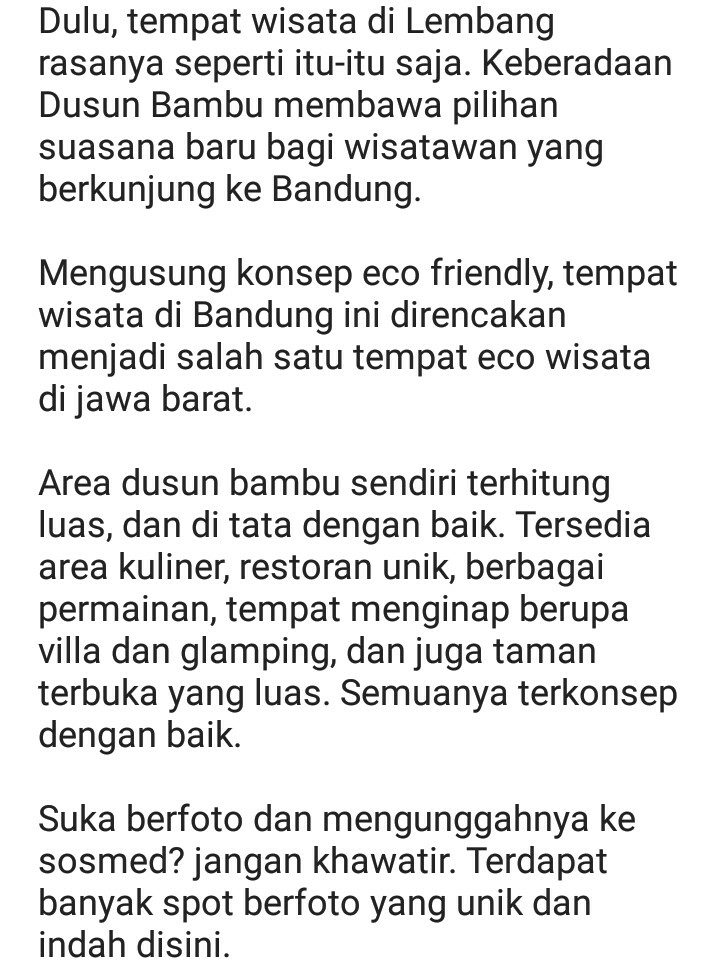 Dulu, tempat wisata di Lembang
rasanya seperti itu-itu saja. Keberadaan
Dusun Bambu membawa pilihan
suasana baru bagi wisatawan yang
berkunjung ke Bandung.
Mengusung konsep eco friendly, tempat
wisata di Bandung ini direncakan
menjadi salah satu tempat eco wisata
di jawa barat.
Area dusun bambu sendiri terhitung
luas, dan di tata dengan baik. Tersedia
area kuliner, restoran unik, berbagai
permainan, tempat menginap berupa
villa dan glamping, dan juga taman
terbuka yang luas. Semuanya terkonsep
dengan baik.
Suka berfoto dan mengunggahnya ke
sosmed? jangan khawatir. Terdapat
banyak spot berfoto yang unik dan
indah disini.